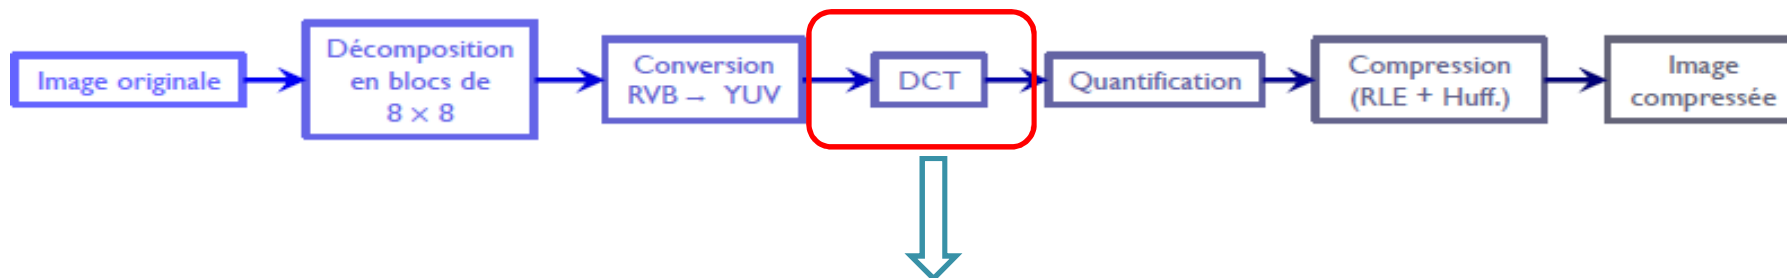 Image originale
Décomposition
en blocs de
8 × 8
Conversion
RVB → YUV
DCT
Quantification
Compression
(RLE + Huff.)
Image
compressée